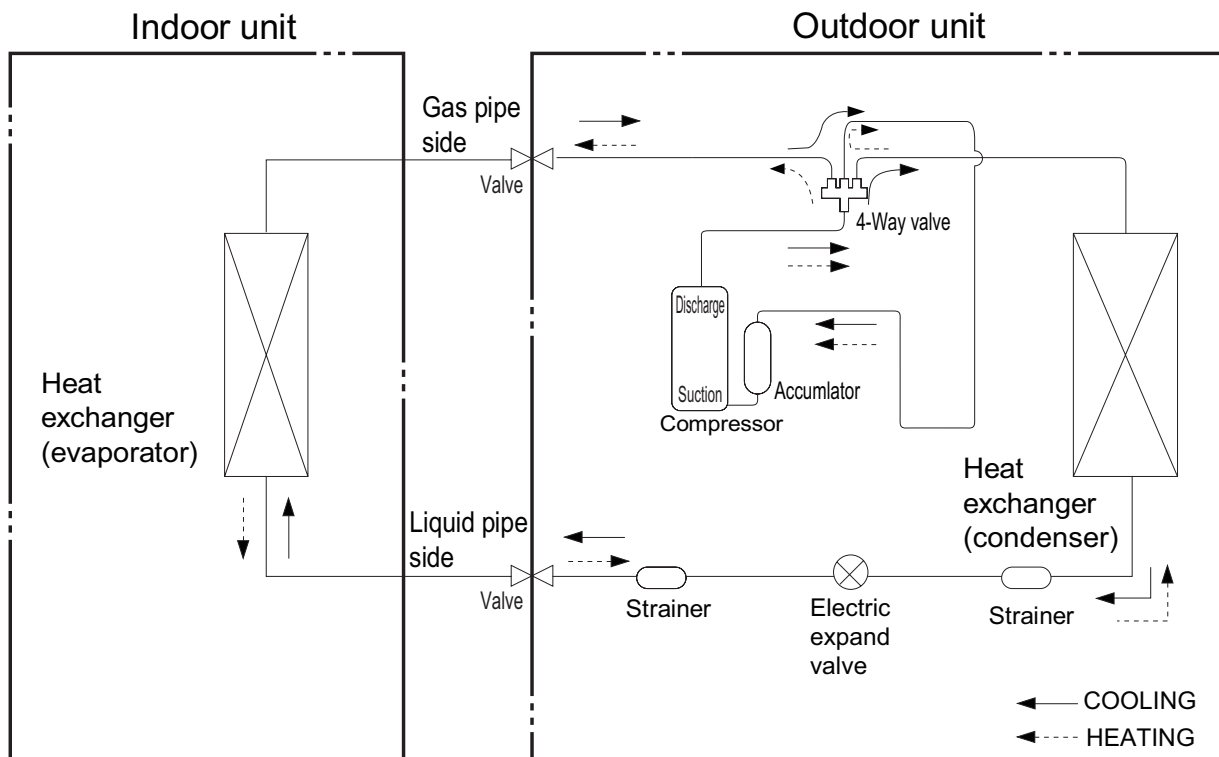 Indoor unit
Outdoor unit
Gas pipe
side
Valve
4-Way valve
Discharge
Suction
Accumlator
Compressor
Heat
exchanger
(evaporator)
Heat
exchanger
(condenser)
Liquid pipe
side
Valve
Strainer
Electric
expand
valve
Strainer
COOLING
HEATING